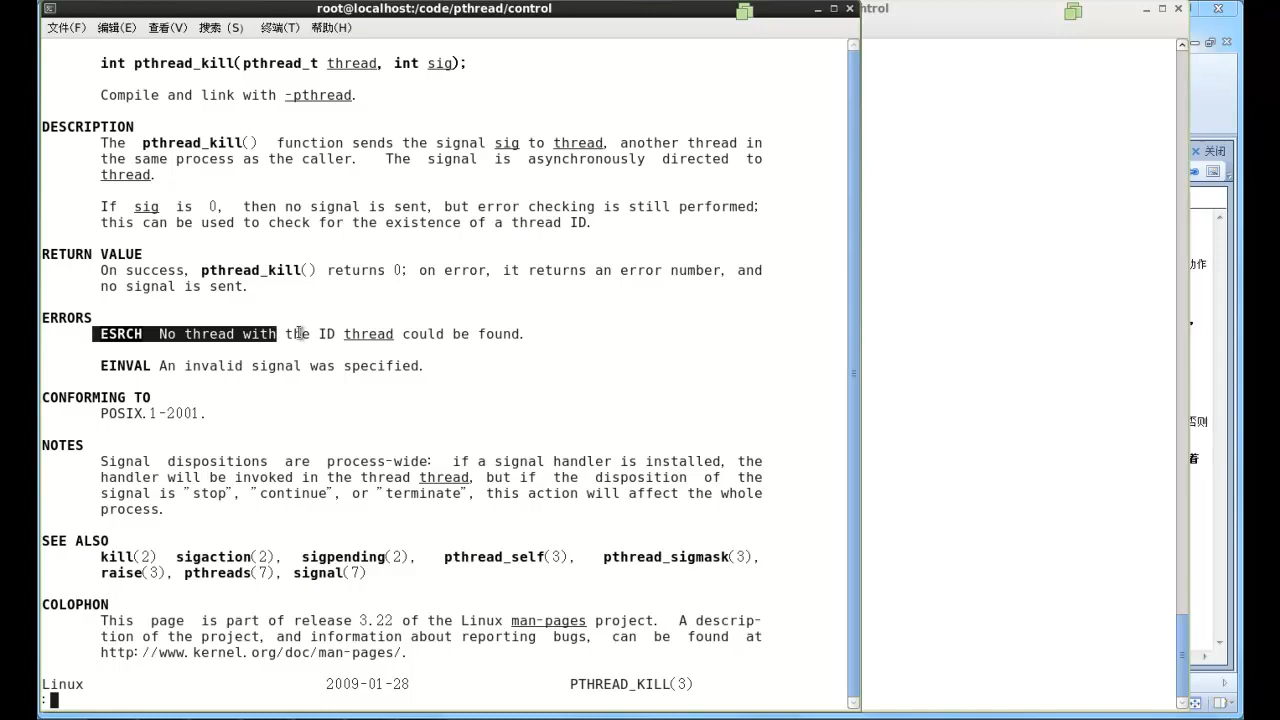 root@localhost:/code/pthread/control
ntrol
文件(F) 编辑(E) 查看(V) 搜索 (S) 终端(T) 帮助(H)
int pthread_kill(pthread_t thread, int sig);
Compile and link with -pthread.
DESCRIPTION
The pthread_kill() function sends the signal sig to thread, another thread in
the same process as the caller. The signal is asynchronously directed to
thread.
If sig is 0, then no signal is sent, but error checking is still performed;
this can be used to check for the existence of a thread ID.
RETURN VALUE
On success, pthread_kill() returns 0; on error, it returns an error number, and
no signal is sent.
ERRORS
ESRCH No thread with the ID thread could be found.
EINVAL An invalid signal was specified.
CONFORMING TO
POSIX.1-2001.
NOTES
Signal dispositions are process-wide: if a signal handler is installed, the
handler will be invoked in the thread thread, but if the disposition of the
signal is "stop", "continue", or "terminate", this action will affect the whole
process.
SEE ALSO
kill(2) sigaction(2), sigpending(2), pthread_self(3), pthread_sigmask(3),
raise(3), pthreads(7), signal(7)
COLOPHON
This page is part of release 3.22 of the Linux man-pages project. A descrip-
tion of the project, and information about reporting bugs, can be found at
http://www.kernel.org/doc/man-pages/.
Linux 2009-01-28 PTHREAD_KILL(3)
:
关闭
动作
否则
着